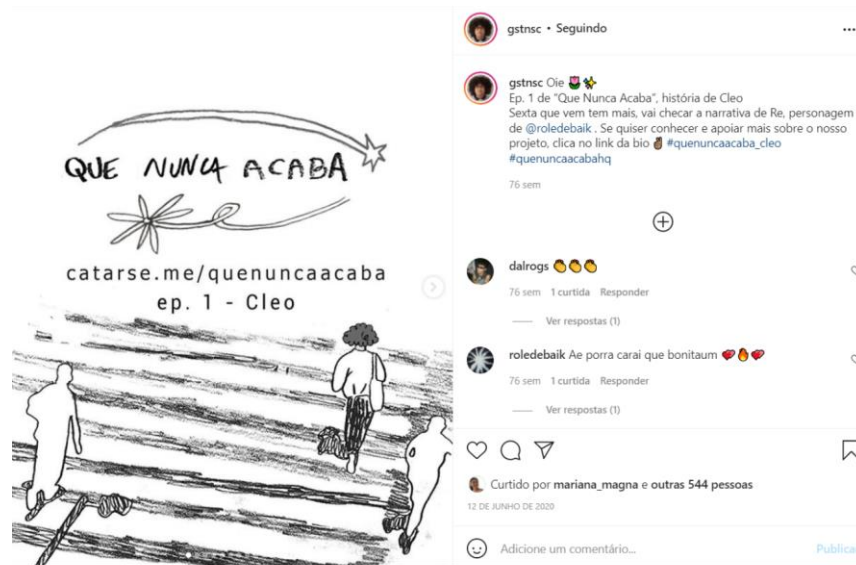 QUE NUNCA ACABA
catarse.me/quenuncaacaba
ep. 1 - Cleo
gstnsc • Seguindo
gstnsc Oie 🌷✨
Ep. 1 de "Que Nunca Acaba", história de Cleo
Sexta que vem tem mais, vai checar a narrativa de Re, personagem
de @roledebaik . Se quiser conhecer e apoiar mais sobre o nosso
projeto, clica no link da bio ✌🏾 #quenuncaacaba_cleo
#quenuncaacabahq
76 sem
dalrogs 👏👏👏
76 sem 1 curtida Responder
Ver respostas (1)
roledebaik Ae porra carai que bonitaum 💖🔥💖
76 sem 1 curtida Responder
Ver respostas (1)
Curtido por mariana_magna e outras 544 pessoas
12 DE JUNHO DE 2020
Adicione um comentário...
Publicar